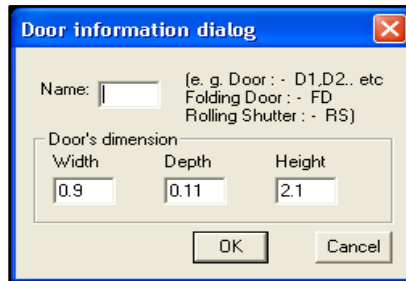 Door information dialog
Name: (e. g. Door : - D1,D2.. etc
Folding Door : - FD
Rolling Shutter : - RS)
Door's dimension
Width Depth Height
0.9 0.11 2.1
OK Cancel